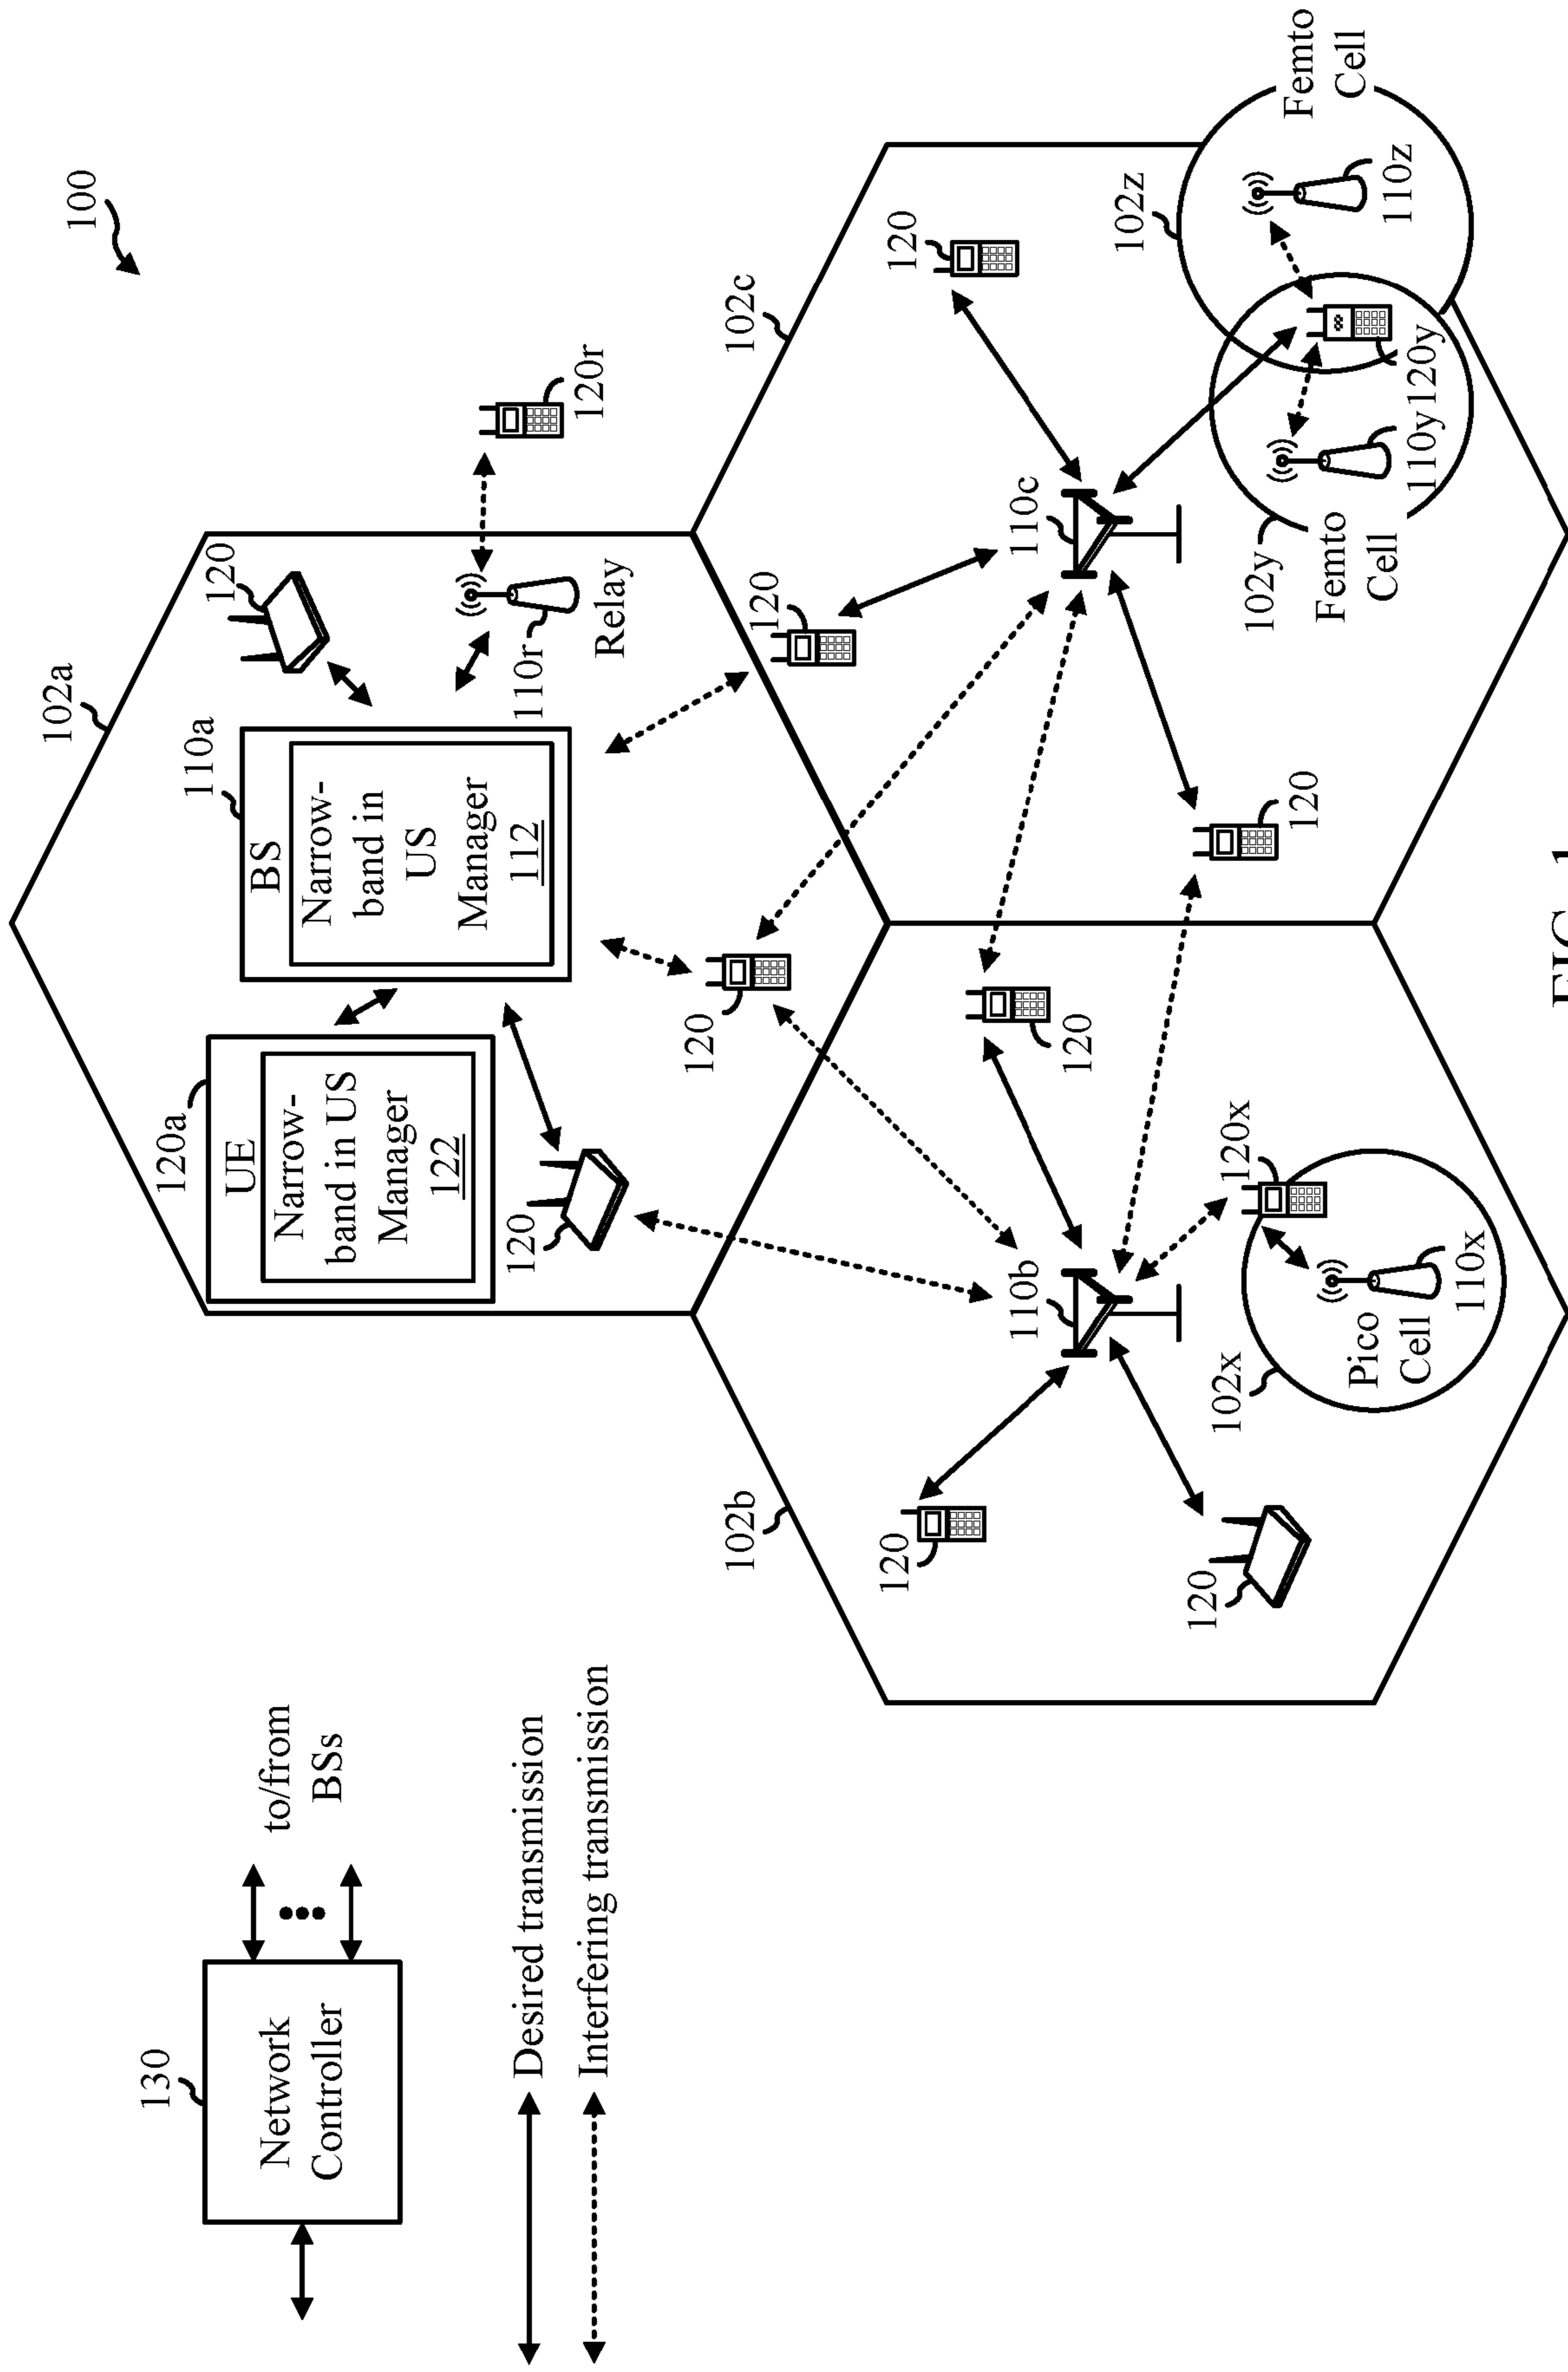 100
130
Network
Controller
to/from
BSs
Desired transmission
Interfering transmission
102a
120a
UE
Narrow-
band in US
Manager
122
110a
BS
Narrow-
band in
US
Manager
112
120
120
110r
Relay
120r
120
102b
120
110b
120
120
102x
Pico
Cell
110x
120x
102c
120
110c
120
120
102y
Femto
Cell
110y
120y
102z
110z
Femto
Cell